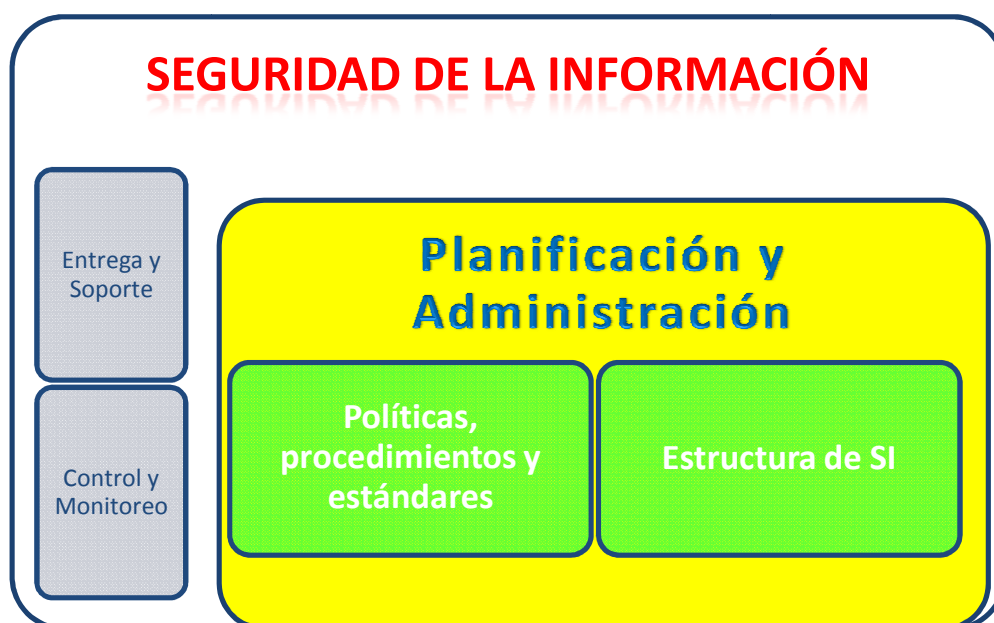 SEGURIDAD DE LA INFORMACIÓN
Entrega y
Soporte
Control y
Monitoreo
Planificación y
Administración
Políticas,
procedimientos y
estándares
Estructura de SI